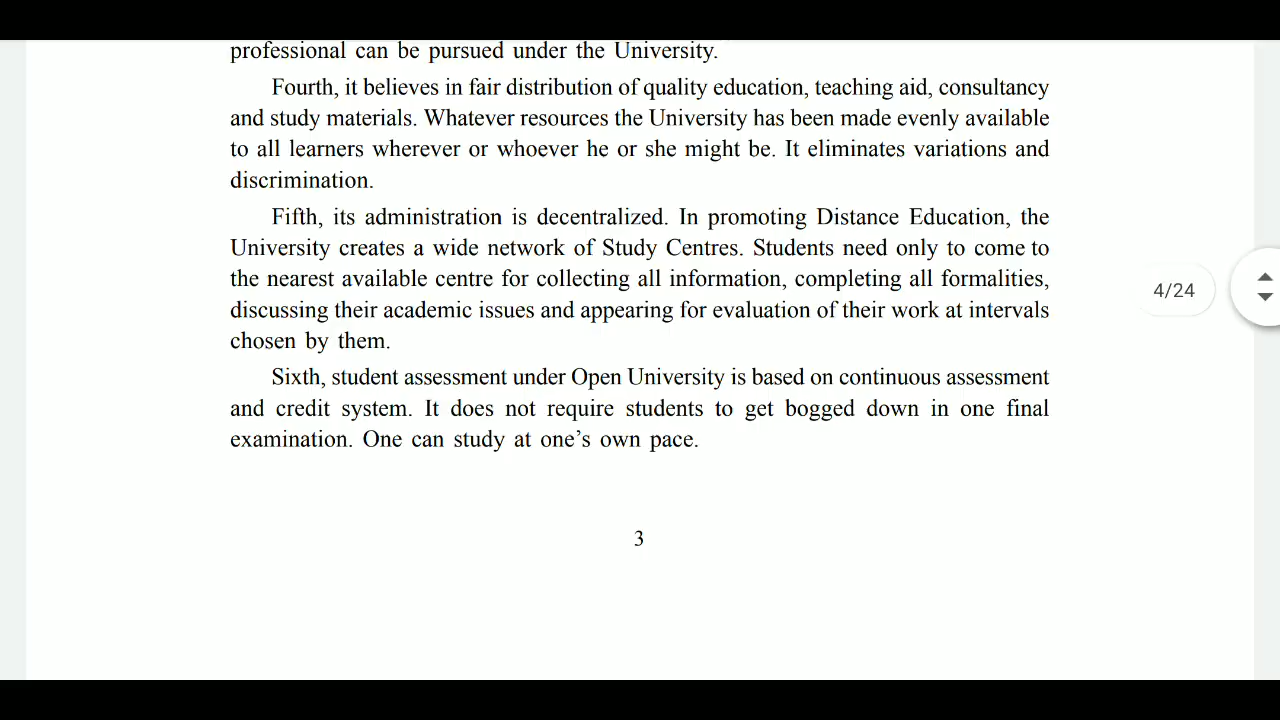 professional can be pursued under the University.
Fourth, it believes in fair distribution of quality education, teaching aid, consultancy
and study materials. Whatever resources the University has been made evenly available
to all learners wherever or whoever he or she might be. It eliminates variations and
discrimination.
Fifth, its administration is decentralized. In promoting Distance Education, the
University creates a wide network of Study Centres. Students need only to come to
the nearest available centre for collecting all information, completing all formalities,
discussing their academic issues and appearing for evaluation of their work at intervals
chosen by them.
Sixth, student assessment under Open University is based on continuous assessment
and credit system. It does not require students to get bogged down in one final
examination. One can study at one’s own pace.
3
4/24